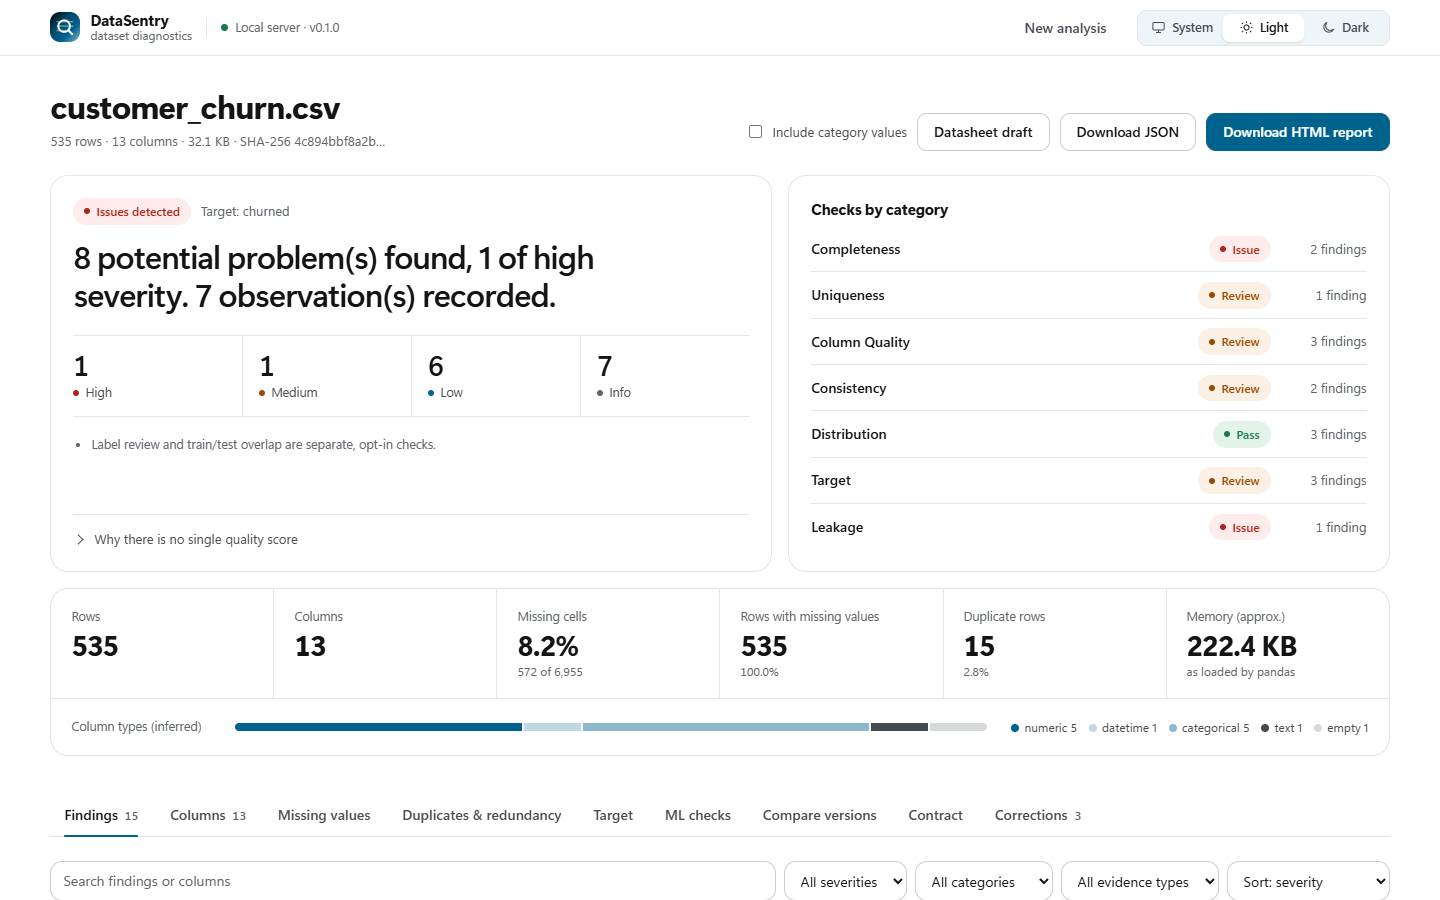 DataSentry
dataset diagnostics
Local server · v0.1.0
New analysis
System
Light
Dark
customer_churn.csv
535 rows · 13 columns · 32.1 KB · SHA-256 4c894bbf8a2b...
Include category values
Datasheet draft
Download JSON
Download HTML report
Issues detected
Target: churned
8 potential problem(s) found, 1 of high
severity. 7 observation(s) recorded.
1
High
1
Medium
6
Low
7
Info
• Label review and train/test overlap are separate, opt-in checks.
Why there is no single quality score
Checks by category
Completeness Issue 2 findings
Uniqueness Review 1 finding
Column Quality Review 3 findings
Consistency Review 2 findings
Distribution Pass 3 findings
Target Review 3 findings
Leakage Issue 1 finding
Rows
535
Columns
13
Missing cells
8.2%
572 of 6,955
Rows with missing values
535
100.0%
Duplicate rows
15
2.8%
Memory (approx.)
222.4 KB
as loaded by pandas
Column types (inferred)
numeric 5
datetime 1
categorical 5
text 1
empty 1
Findings 15
Columns 13
Missing values
Duplicates & redundancy
Target
ML checks
Compare versions
Contract
Corrections 3
Search findings or columns
All severities
All categories
All evidence types
Sort: severity